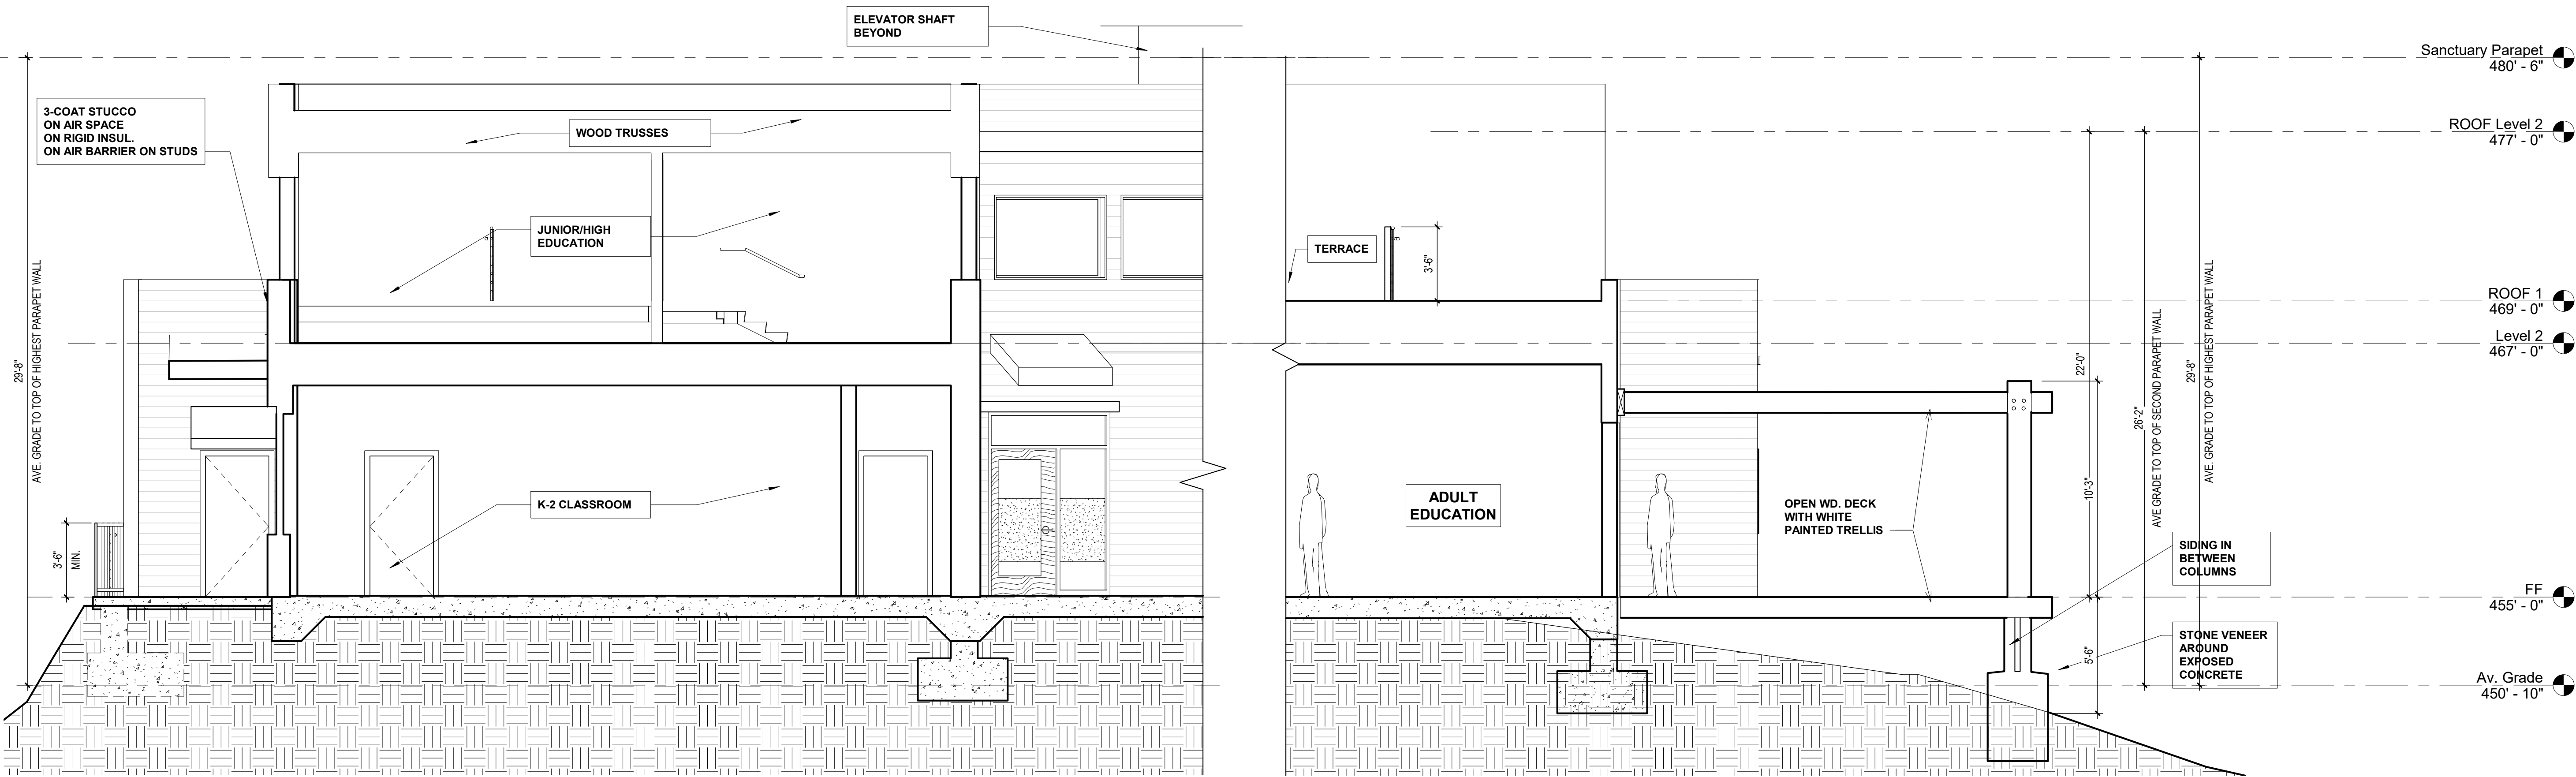 ELEVATOR SHAFT
BEYOND
Sanctuary Parapet
480' - 6"
3-COAT STUCCO
ON AIR SPACE
ON RIGID INSUL.
ON AIR BARRIER ON STUDS
WOOD TRUSSES
ROOF Level 2
477' - 0"
JUNIOR/HIGH
EDUCATION
TERRACE
3'-6"
ROOF 1
469' - 0"
Level 2
467' - 0"
29'-8"
AVE. GRADE TO TOP OF HIGHEST PARAPET WALL
22'-0"
26'-2"
AVE GRADE TO TOP OF SECOND PARAPET WALL
29'-8"
AVE. GRADE TO TOP OF HIGHEST PARAPET WALL
K-2 CLASSROOM
ADULT
EDUCATION
OPEN WD. DECK
WITH WHITE
PAINTED TRELLIS
10'-3"
3'-6"
MIN.
SIDING IN
BETWEEN
COLUMNS
FF
455' - 0"
STONE VENEER
AROUND
EXPOSED
CONCRETE
5'-6"
Av. Grade
450' - 10"